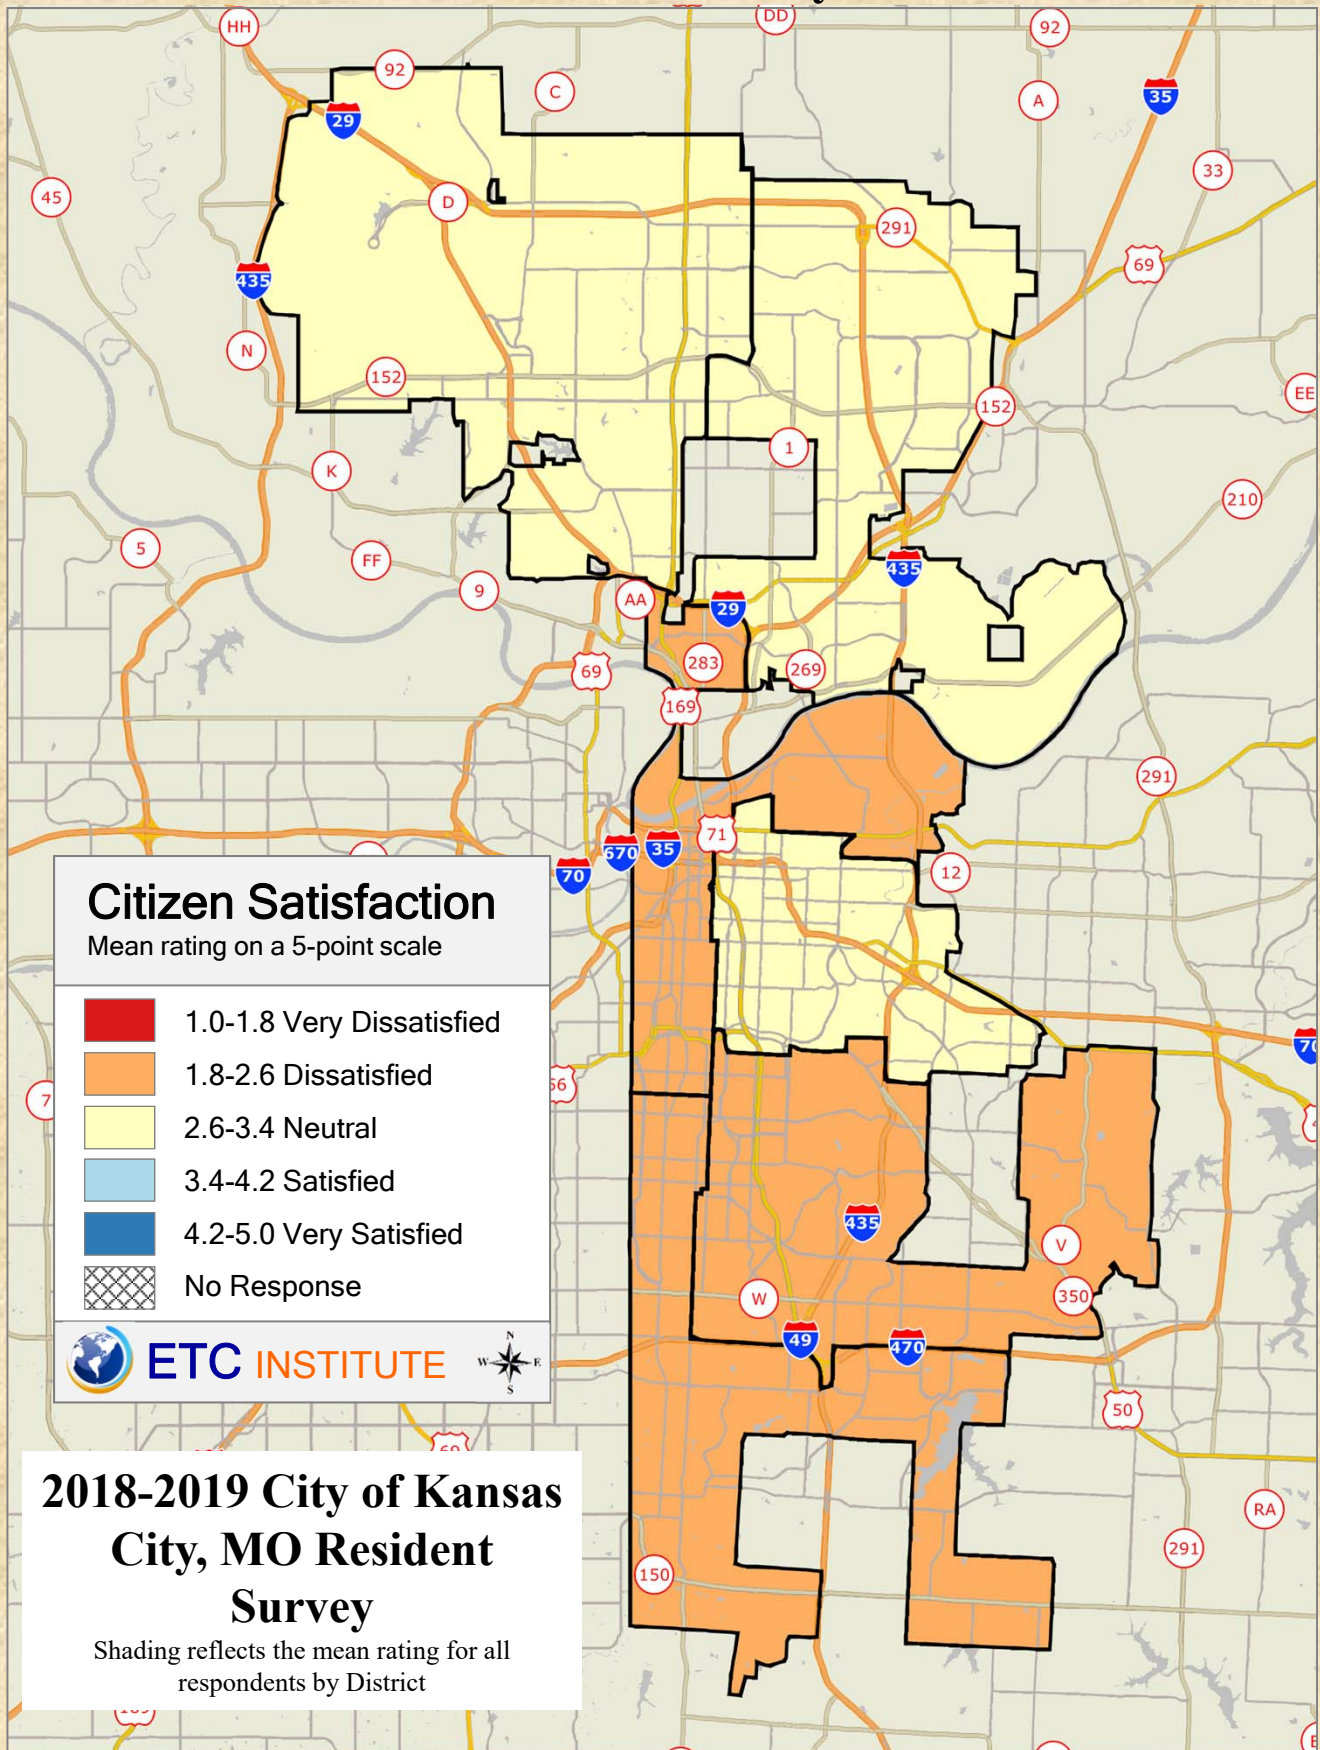 HH
DD
92
92
C
A
35
29
33
45
D
291
69
435
N
152
EE
152
1
K
210
5
FF
435
9
AA
29
283
269
69
169
291
71
670
35
70
12
Citizen Satisfaction
Mean rating on a 5-point scale
1.0-1.8 Very Dissatisfied
1.8-2.6 Dissatisfied
2.6-3.4 Neutral
3.4-4.2 Satisfied
4.2-5.0 Very Satisfied
No Response
N
W E
S
ETC INSTITUTE
70
56
7
435
V
W
350
49
470
50
69
RA
291
150
2018-2019 City of Kansas
City, MO Resident
Survey
Shading reflects the mean rating for all
respondents by District
169